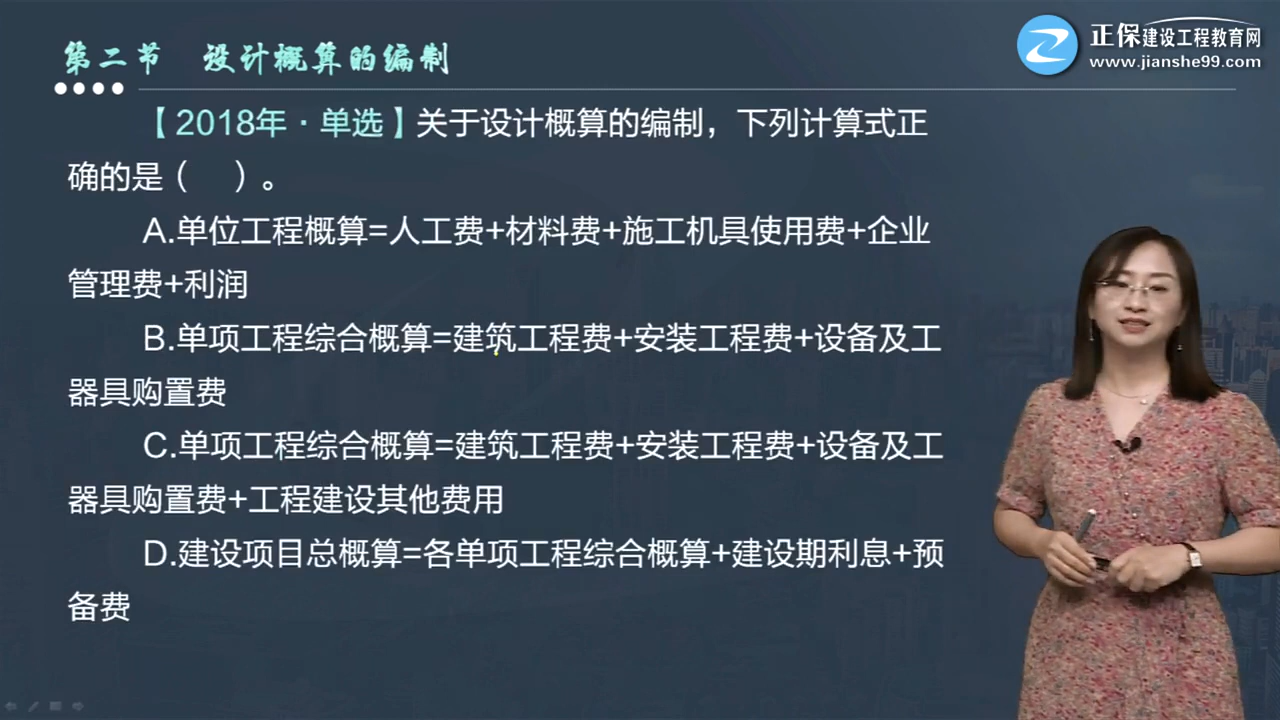 正保建设工程教育网
www.jianshe99.com
第二节 设计概算的编制
【2018年·单选】关于设计概算的编制，下列计算式正
确的是（ ）。
A.单位工程概算=人工费+材料费+施工机具使用费+企业
管理费+利润
B.单项工程综合概算=建筑工程费+安装工程费+设备及工
器具购置费
C.单项工程综合概算=建筑工程费+安装工程费+设备及工
器具购置费+工程建设其他费用
D.建设项目总概算=各单项工程综合概算+建设期利息+预
备费